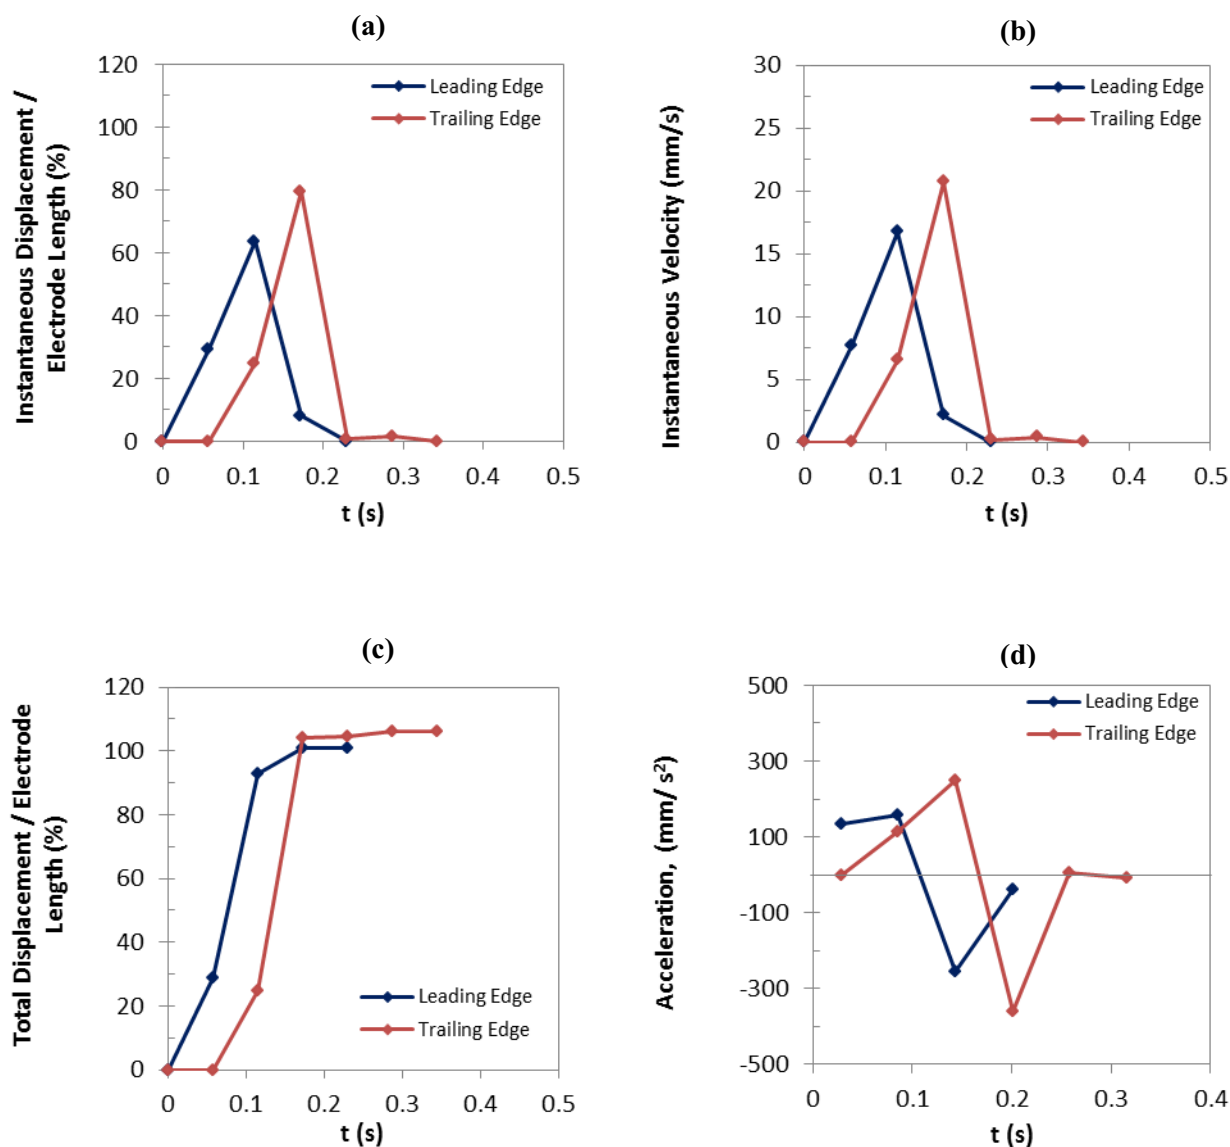 (a)
Instantaneous Displacement /
Electrode Length (%)
120
100
80
60
40
20
0
Leading Edge
Trailing Edge
0 0.1 0.2 0.3 0.4 0.5
t (s)
(b)
Instantaneous Velocity (mm/s)
30
25
20
15
10
5
0
Leading Edge
Trailing Edge
0 0.1 0.2 0.3 0.4 0.5
t (s)
(c)
Total Displacement / Electrode
Length (%)
120
100
80
60
40
20
0
Leading Edge
Trailing Edge
0 0.1 0.2 0.3 0.4 0.5
t (s)
(d)
Acceleration, (mm/ s²)
500
300
100
-100
-300
-500
Leading Edge
Trailing Edge
0 0.1 0.2 0.3 0.4
t (s)